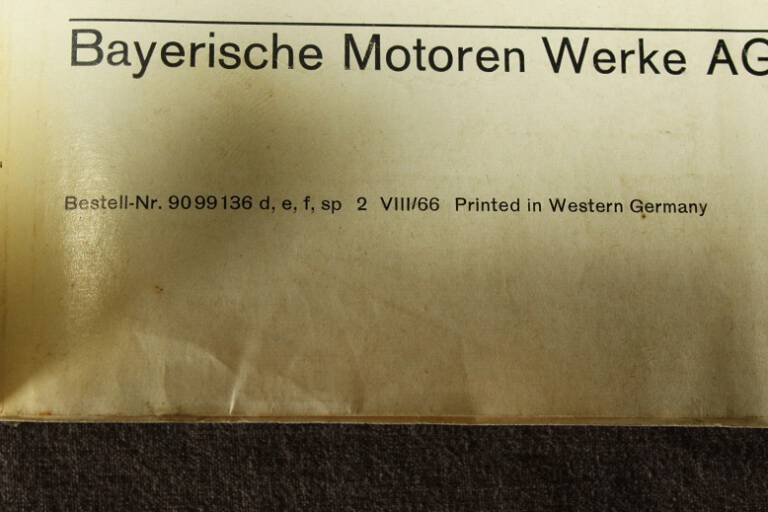 Bayerische Motoren Werke AG
Bestell-Nr. 9099136 d, e, f, sp 2 VIII/66 Printed in Western Germany